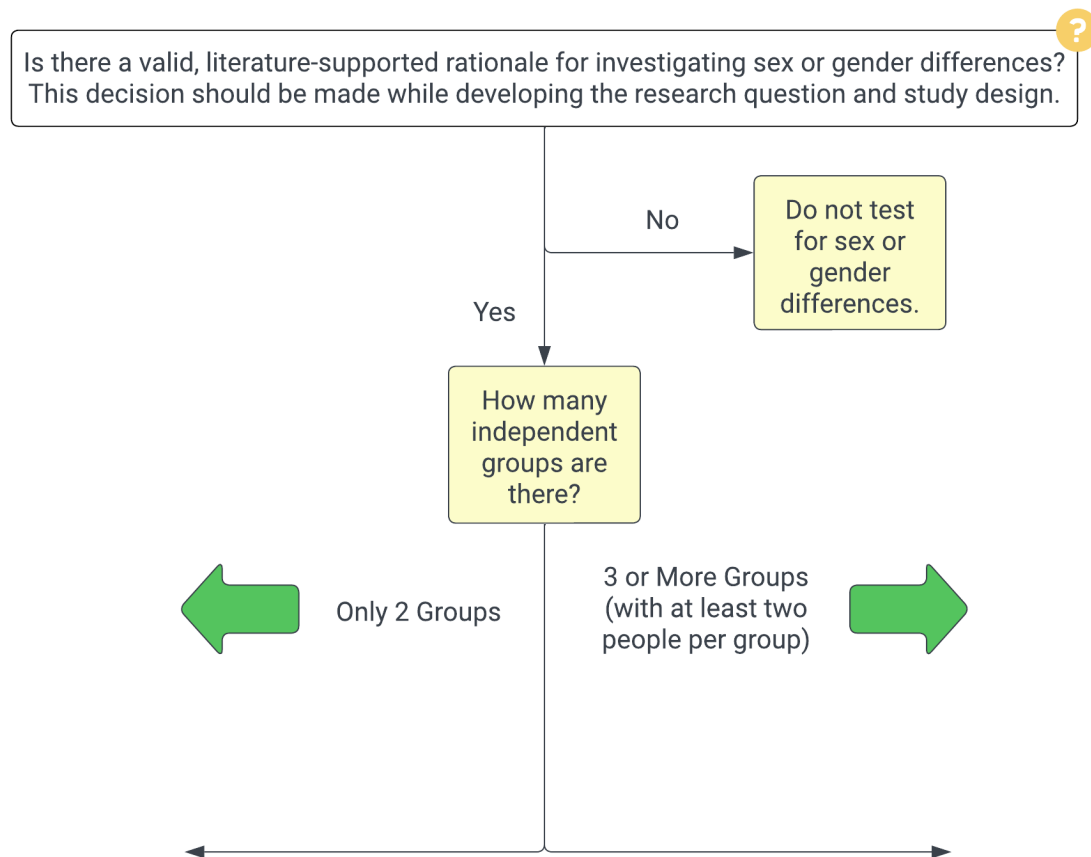 ?
Is there a valid, literature-supported rationale for investigating sex or gender differences?
This decision should be made while developing the research question and study design.
No
Do not test
for sex or
gender
differences.
Yes
How many
independent
groups are
there?
Only 2 Groups
3 or More Groups
(with at least two
people per group)